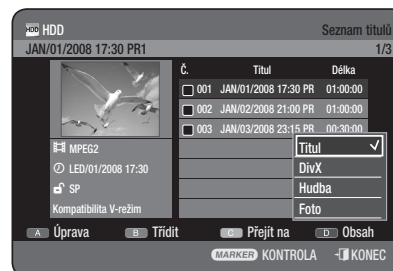 HDD HDD Seznam titulů
JAN/01/2008 17:30 PR1 1/3
Č. Titul Délka
001 JAN/01/2008 17:30 PR 01:00:00
002 JAN/02/2008 21:00 PR 01:00:00
003 JAN/03/2008 23:15 PR 00:30:00
Titul ✓
DivX
Hudba
Foto
MPEG2
LED/01/2008 17:30
SP
Kompatibilita V-režim
A Úprava B Třídit C Přejít na D Obsah
MARKER KONTROLA KONEC